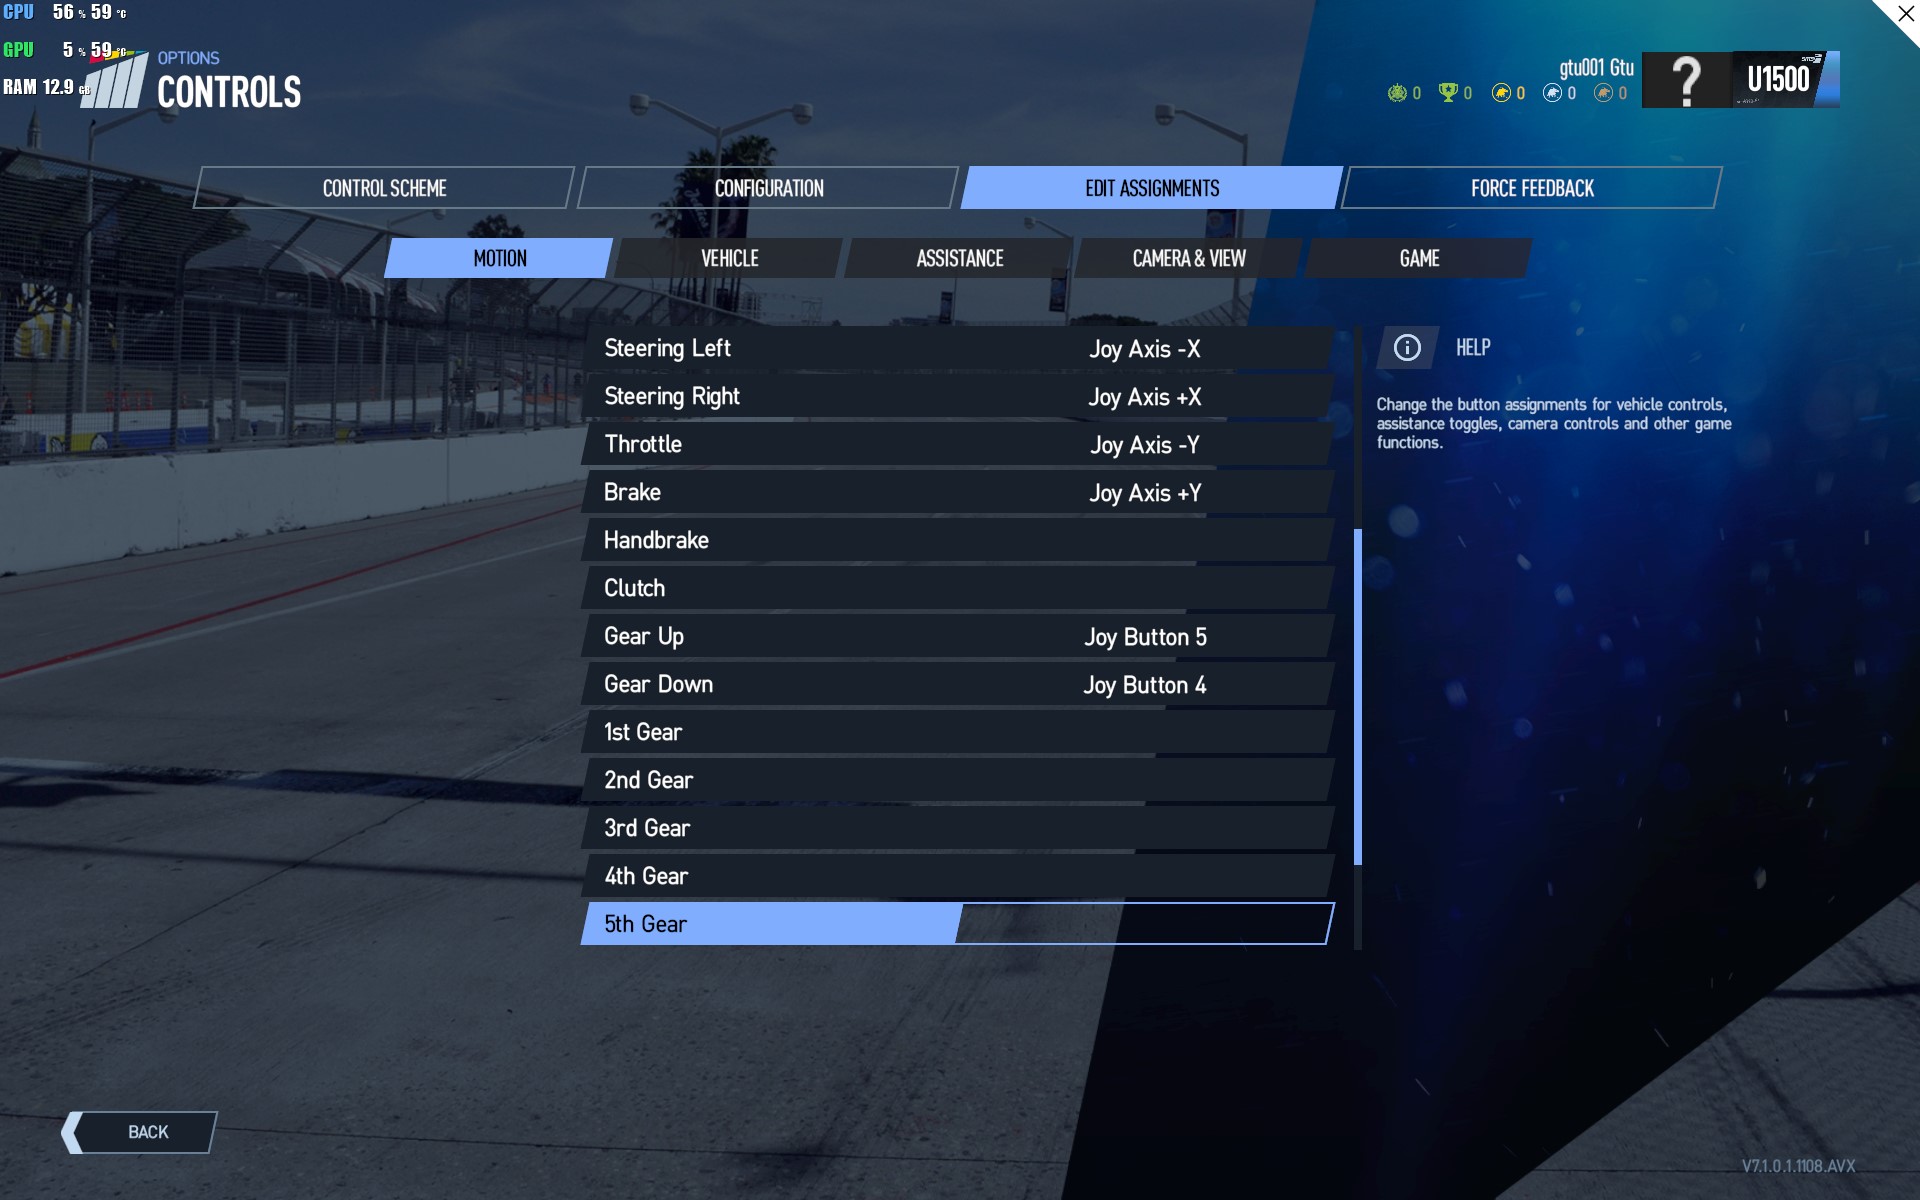 CPU 56 % 59 °C
GPU 5 % 59 °C
RAM 12.9 GB
OPTIONS
CONTROLS
gtu001 Gtu
0 0 0 0 0
?
U1500
CONTROL SCHEME CONFIGURATION EDIT ASSIGNMENTS FORCE FEEDBACK
MOTION VEHICLE ASSISTANCE CAMERA & VIEW GAME
Steering Left Joy Axis -X
Steering Right Joy Axis +X
Throttle Joy Axis -Y
Brake Joy Axis +Y
Handbrake
Clutch
Gear Up Joy Button 5
Gear Down Joy Button 4
1st Gear
2nd Gear
3rd Gear
4th Gear
5th Gear
HELP
Change the button assignments for vehicle controls,
assistance toggles, camera controls and other game
functions.
BACK
V7.1.0.1.1108.AVX